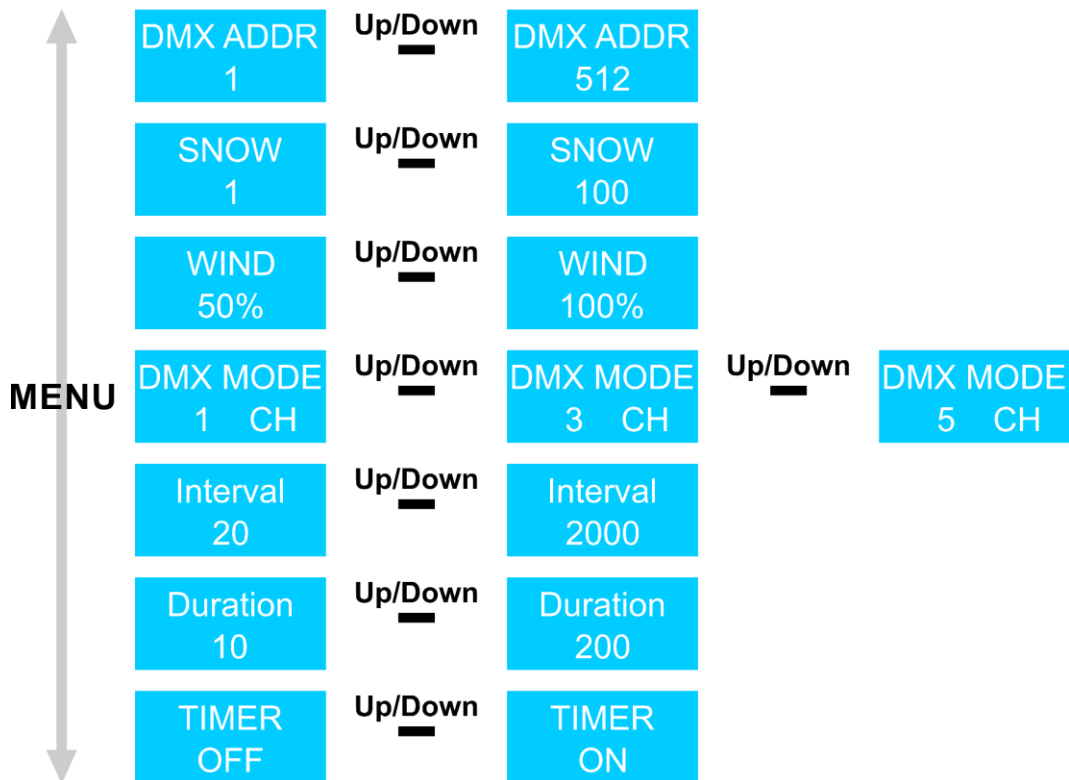 DMX ADDR
1
Up/Down
DMX ADDR
512
SNOW
1
Up/Down
SNOW
100
WIND
50%
Up/Down
WIND
100%
MENU
DMX MODE
1 CH
Up/Down
DMX MODE
3 CH
Up/Down
DMX MODE
5 CH
Interval
20
Up/Down
Interval
2000
Duration
10
Up/Down
Duration
200
TIMER
OFF
Up/Down
TIMER
ON